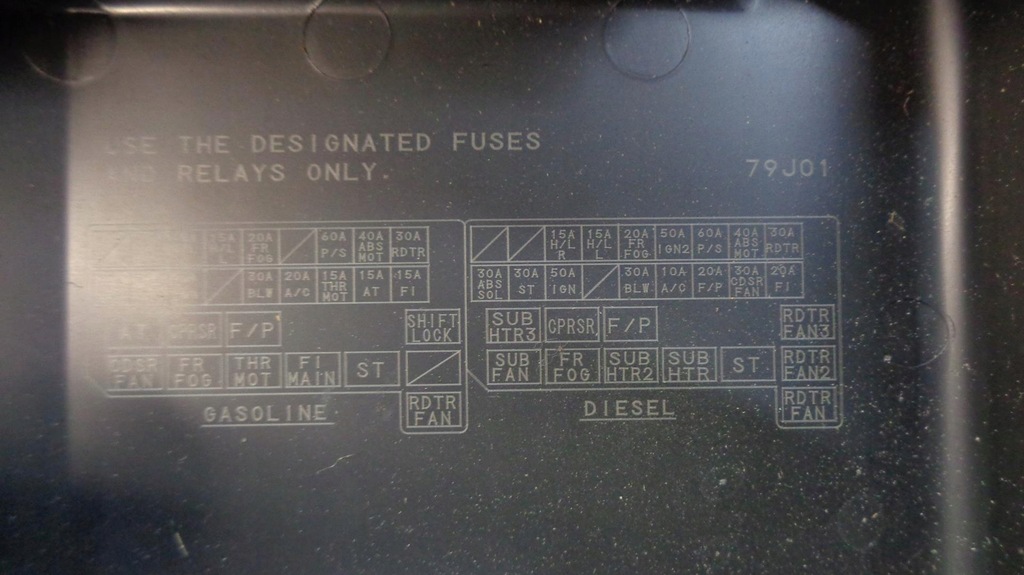 USE THE DESIGNATED FUSES
AND RELAYS ONLY.
79J01
15A H/L L 20A FR FOG 60A P/S 40A ABS MOT 30A RDTR
30A BLW 20A A/C 15A THR MOT 15A AT 15A FI
CPRSR F/P SHIFT LOCK
CDSR FAN FR FOG THR MOT FI MAIN ST
RDTR FAN
GASOLINE
15A H/L R 15A H/L L 20A FR FOG 50A IGN2 60A P/S 40A ABS MOT 30A RDTR
30A ABS SOL 30A ST 50A IGN 30A BLW 10A A/C 20A F/P 30A CDSR FAN 20A FI
SUB HTR3 CPRSR F/P RDTR FAN3
SUB FAN FR FOG SUB HTR2 SUB HTR ST RDTR FAN2
RDTR FAN
DIESEL